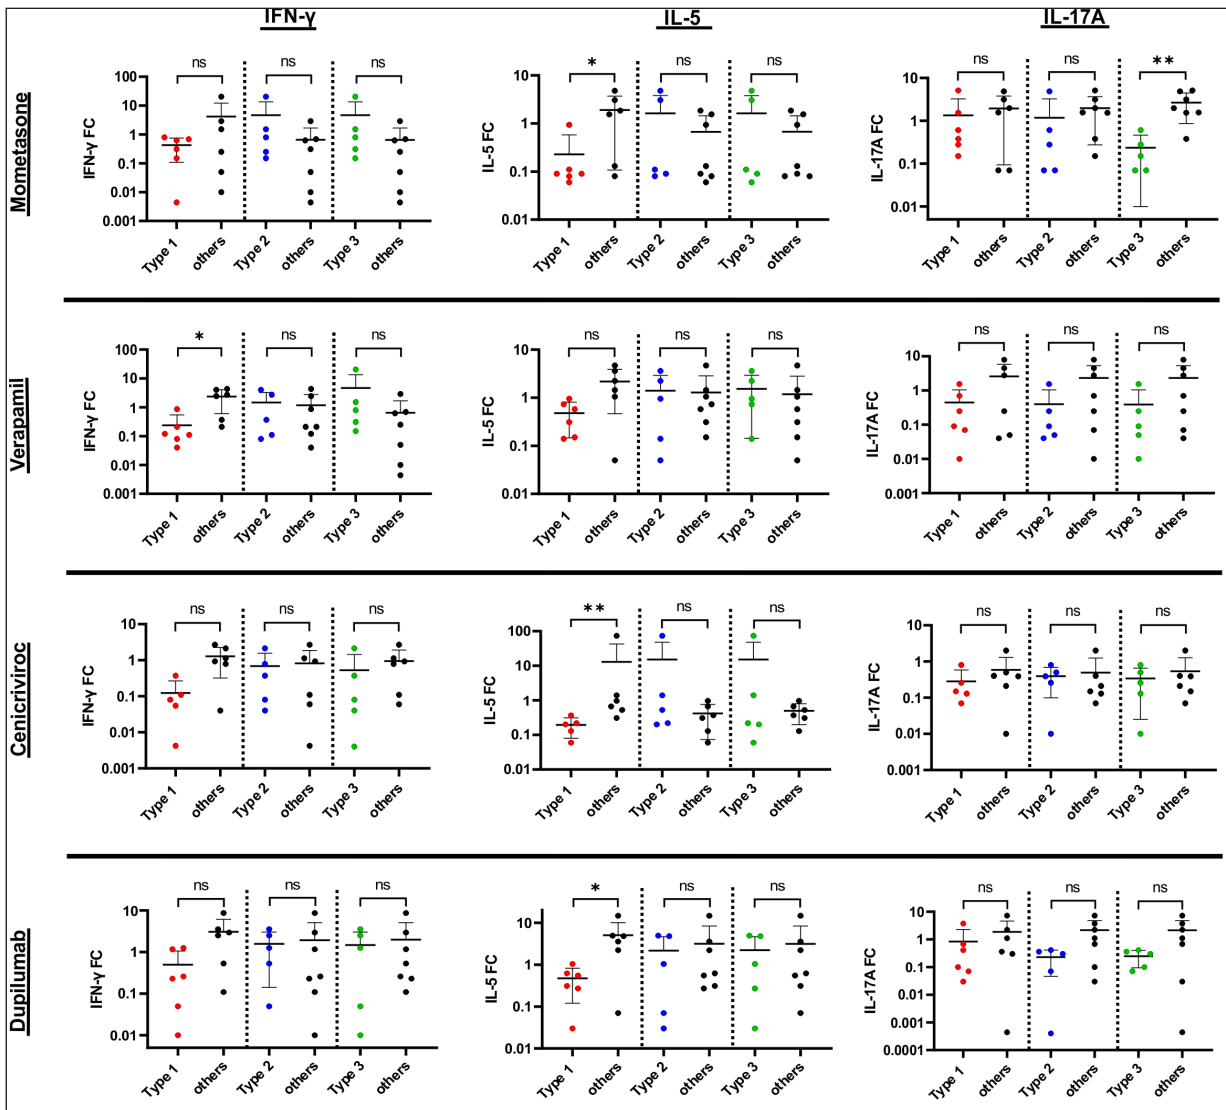 IFN-γ IL-5 IL-17A
Mometasone
IFN-γ FC
100
10
1
0.1
0.01
0.001
ns ns ns
Type 1 others Type 2 others Type 3 others
IL-5 FC
10
1
0.1
0.01
* ns ns
Type 1 others Type 2 others Type 3 others
IL-17A FC
10
1
0.1
0.01
ns ns **
Type 1 others Type 2 others Type 3 others
Verapamil
IFN-γ FC
100
10
1
0.1
0.01
0.001
* ns ns
Type 1 others Type 2 others Type 3 others
IL-5 FC
10
1
0.1
0.01
ns ns ns
Type 1 others Type 2 others Type 3 others
IL-17A FC
10
1
0.1
0.01
0.001
ns ns ns
Type 1 others Type 2 others Type 3 others
Cenicriviroc
IFN-γ FC
10
1
0.1
0.01
0.001
ns ns ns
Type 1 others Type 2 others Type 3 others
IL-5 FC
100
10
1
0.1
0.01
** ns ns
Type 1 others Type 2 others Type 3 others
IL-17A FC
10
1
0.1
0.01
0.001
ns ns ns
Type 1 others Type 2 others Type 3 others
Dupilumab
IFN-γ FC
10
1
0.1
0.01
ns ns ns
Type 1 others Type 2 others Type 3 others
IL-5 FC
10
1
0.1
0.01
* ns ns
Type 1 others Type 2 others Type 3 others
IL-17A FC
10
1
0.1
0.01
0.001
0.0001
ns ns ns
Type 1 others Type 2 others Type 3 others